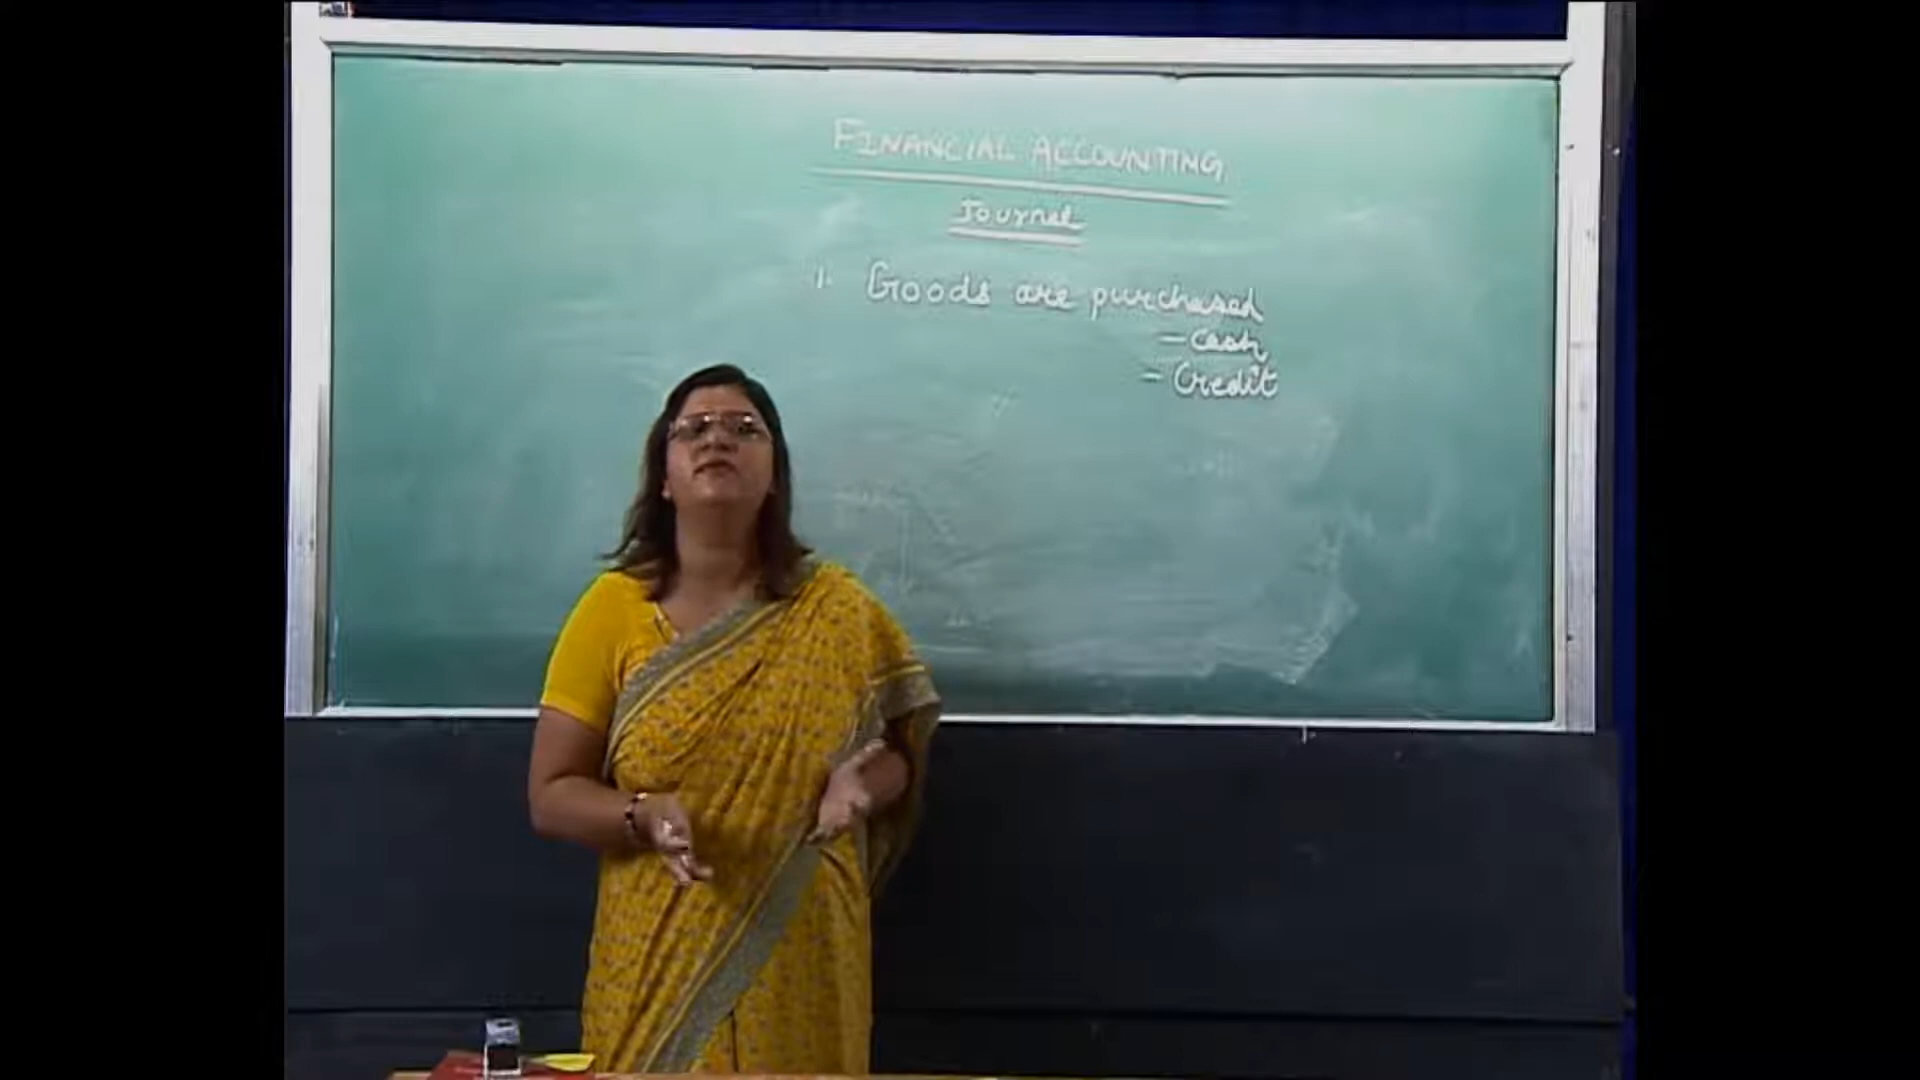 FINANCIAL ACCOUNTING
Journal
1. Goods are purchased
- Cash
- Credit